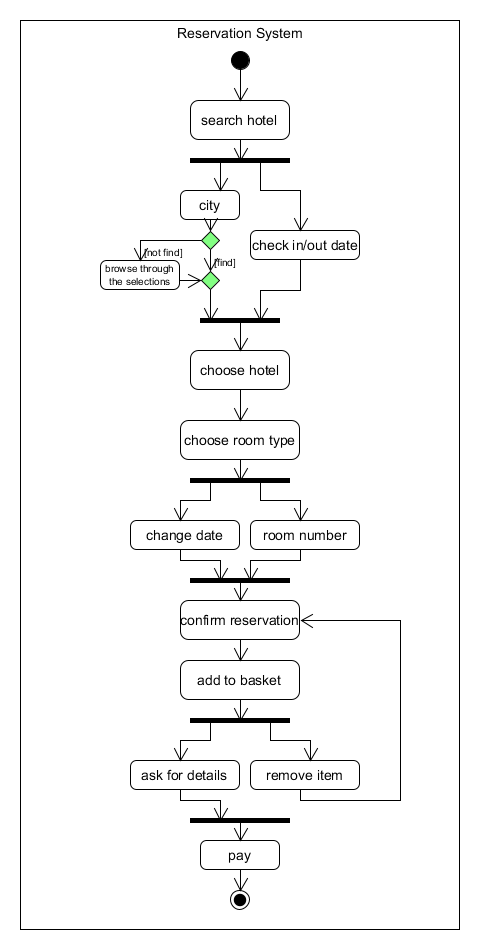 Reservation System
search hotel
city
check in/out date
[not find]
[find]
browse through
the selections
choose hotel
choose room type
change date
room number
confirm reservation
add to basket
ask for details
remove item
pay